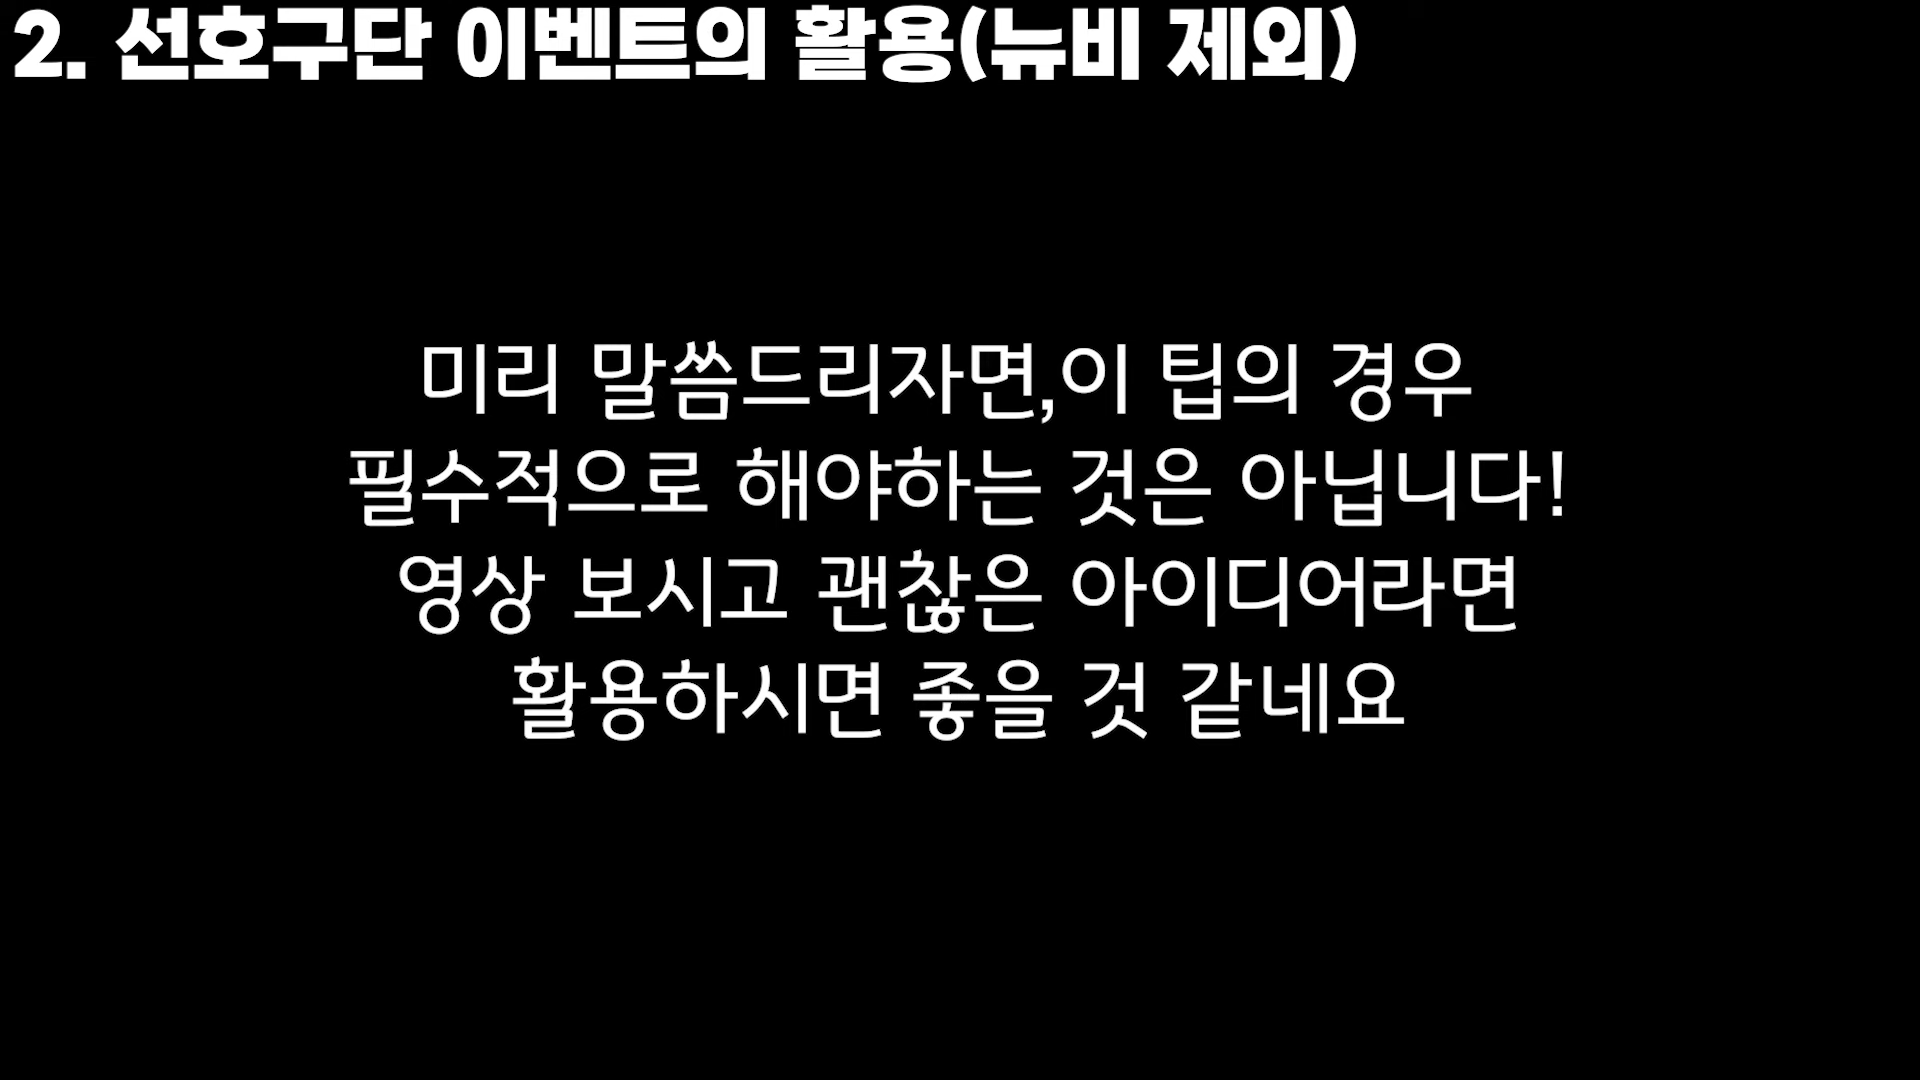 2. 선호구단 이벤트의 활용(뉴비 제외)
미리 말씀드리자면,이 팁의 경우
필수적으로 해야하는 것은 아닙니다!
영상 보시고 괜찮은 아이디어라면
활용하시면 좋을 것 같네요